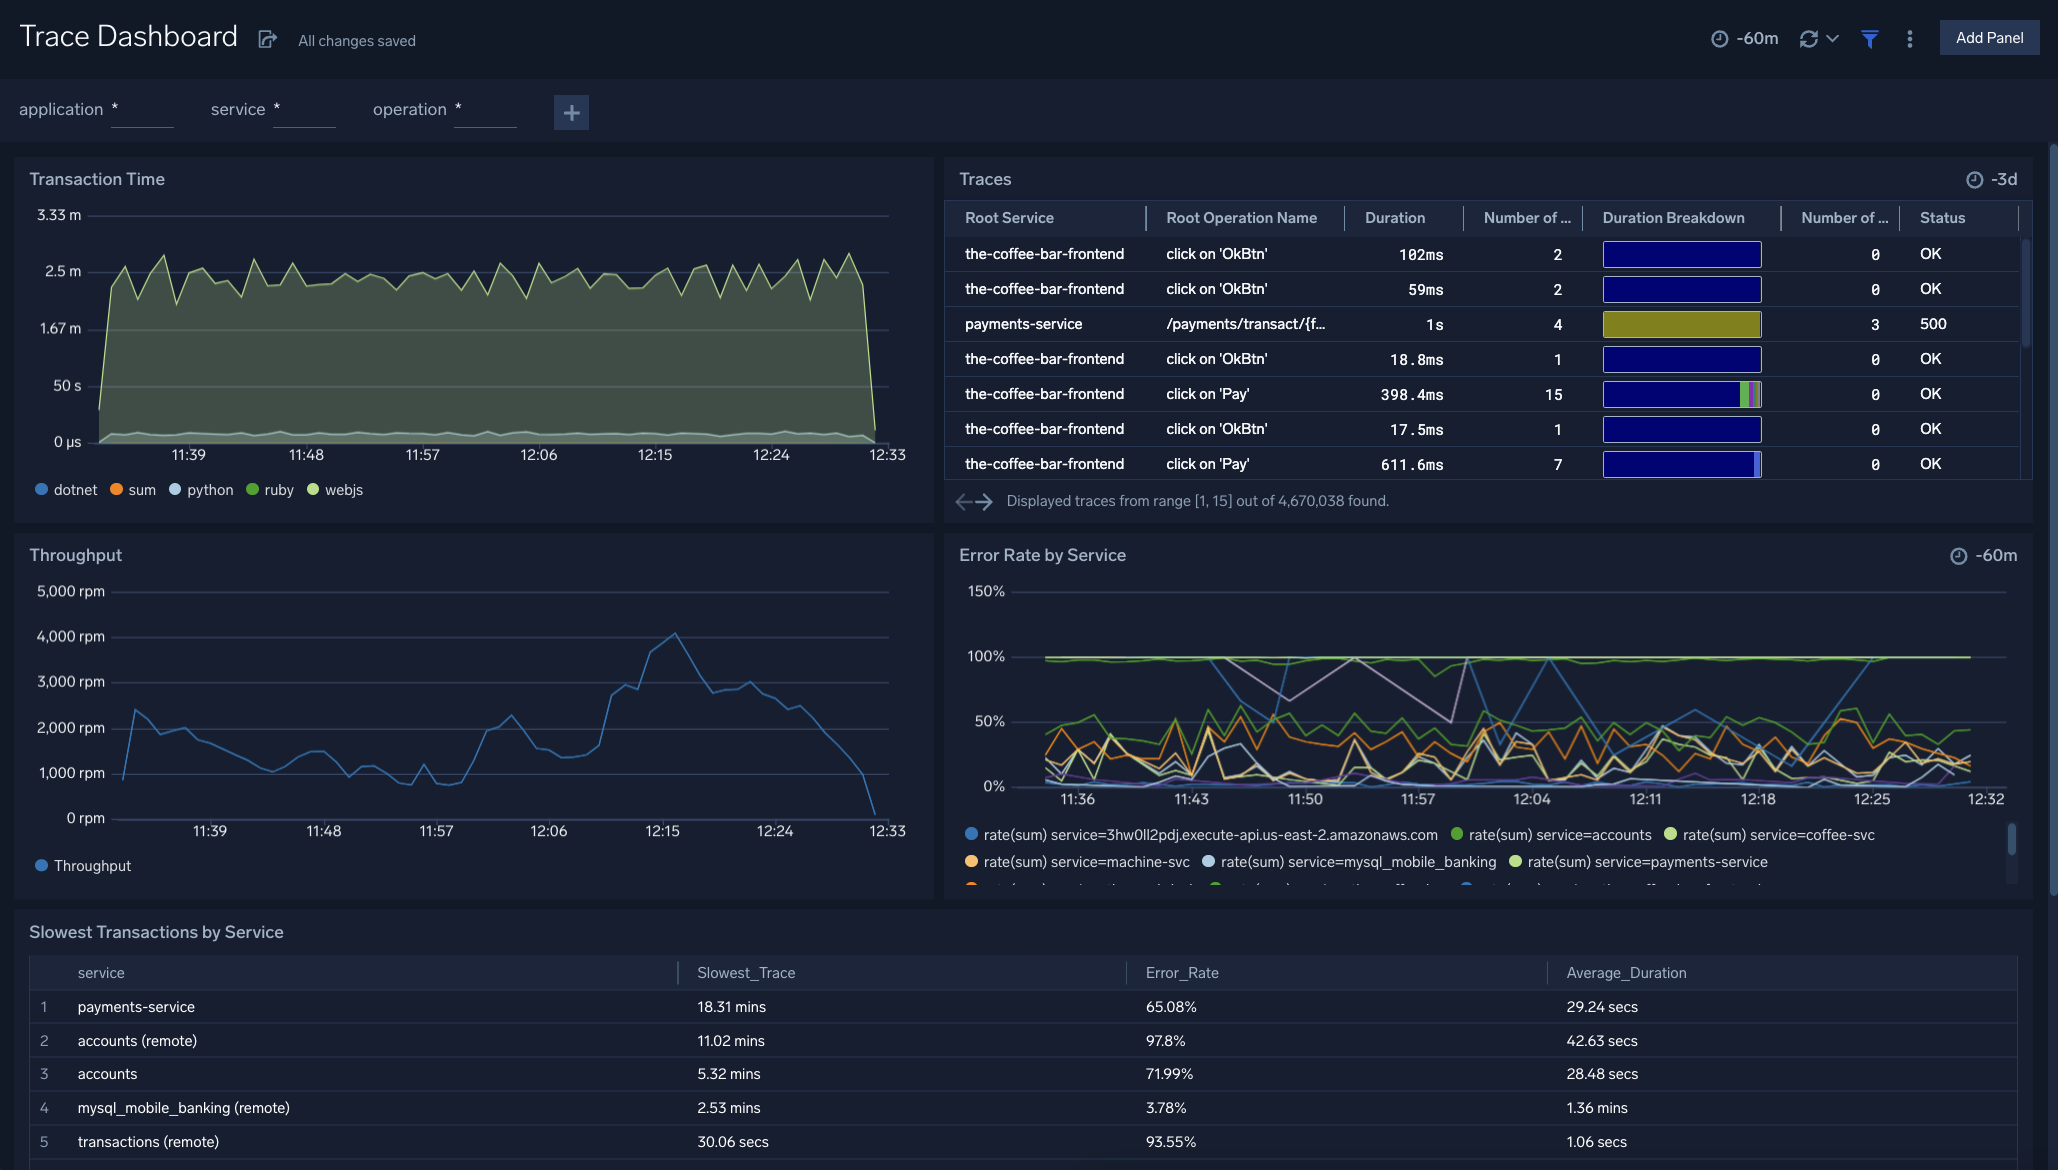 Trace Dashboard All changes saved -60m Add Panel
application * service * operation * +
Transaction Time
3.33 m
2.5 m
1.67 m
50 s
0 µs
11:39 11:48 11:57 12:06 12:15 12:24 12:33
dotnet sum python ruby webjs
Traces -3d
Root Service Root Operation Name Duration Number of ... Duration Breakdown Number of ... Status
the-coffee-bar-frontend click on 'OkBtn' 102ms 2 0 OK
the-coffee-bar-frontend click on 'OkBtn' 59ms 2 0 OK
payments-service /payments/transact/{f... 1s 4 3 500
the-coffee-bar-frontend click on 'OkBtn' 18.8ms 1 0 OK
the-coffee-bar-frontend click on 'Pay' 398.4ms 15 0 OK
the-coffee-bar-frontend click on 'OkBtn' 17.5ms 1 0 OK
the-coffee-bar-frontend click on 'Pay' 611.6ms 7 0 OK
Displayed traces from range [1, 15] out of 4,670,038 found.
Throughput
5,000 rpm
4,000 rpm
3,000 rpm
2,000 rpm
1,000 rpm
0 rpm
11:39 11:48 11:57 12:06 12:15 12:24 12:33
Throughput
Error Rate by Service -60m
150%
100%
50%
0%
11:36 11:43 11:50 11:57 12:04 12:11 12:18 12:25 12:32
rate(sum) service=3hw0ll2pdj.execute-api.us-east-2.amazonaws.com rate(sum) service=accounts rate(sum) service=coffee-svc
rate(sum) service=machine-svc rate(sum) service=mysql_mobile_banking rate(sum) service=payments-service
Slowest Transactions by Service
service Slowest_Trace Error_Rate Average_Duration
1 payments-service 18.31 mins 65.08% 29.24 secs
2 accounts (remote) 11.02 mins 97.8% 42.63 secs
3 accounts 5.32 mins 71.99% 28.48 secs
4 mysql_mobile_banking (remote) 2.53 mins 3.78% 1.36 mins
5 transactions (remote) 30.06 secs 93.55% 1.06 secs